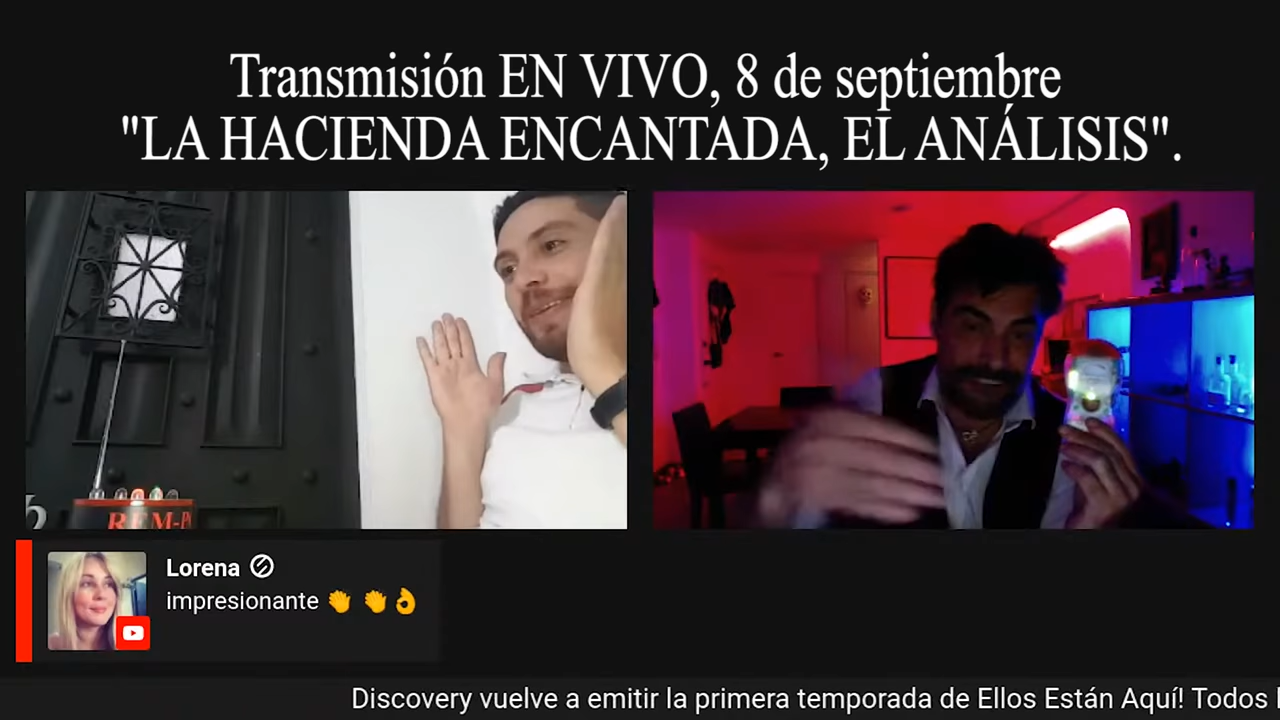 Transmisión EN VIVO, 8 de septiembre
"LA HACIENDA ENCANTADA, EL ANÁLISIS".
REM-P
Lorena
impresionante 👏 👏👌
Discovery vuelve a emitir la primera temporada de Ellos Están Aquí! Todos